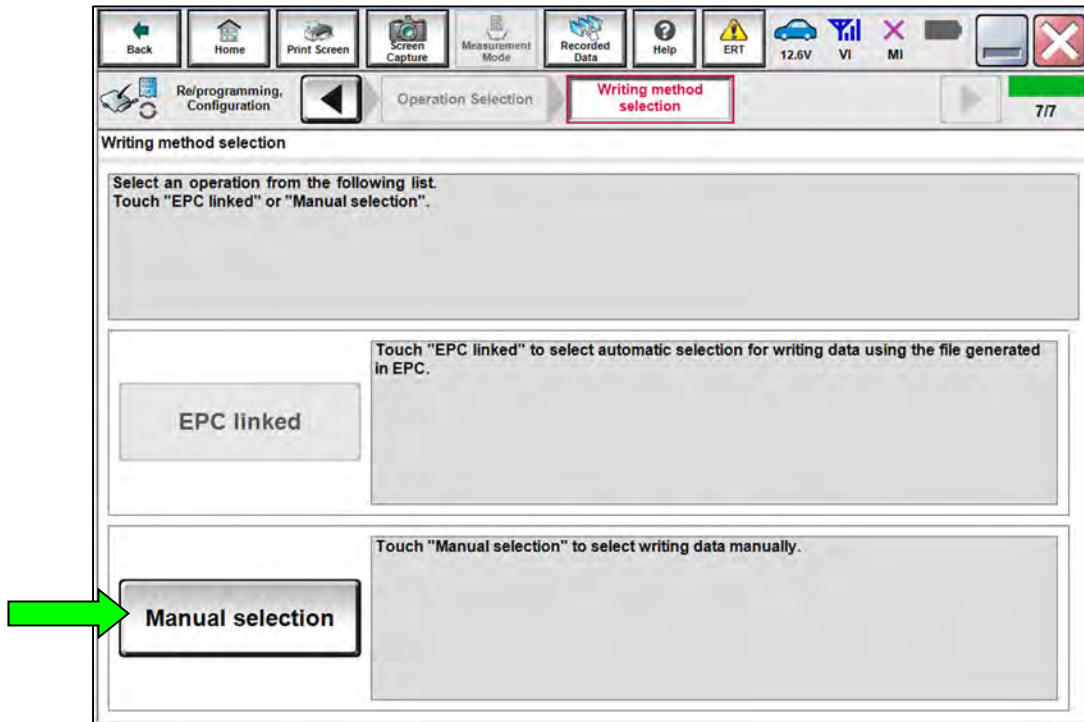 Back
Home
Print Screen
Screen
Capture
Measurement
Mode
Recorded
Data
Help
ERT
12.6V
VI
MI
Re/programming,
Configuration
Operation Selection
Writing method
selection
7/7
Writing method selection
Select an operation from the following list.
Touch "EPC linked" or "Manual selection".
EPC linked
Touch "EPC linked" to select automatic selection for writing data using the file generated
in EPC.
Manual selection
Touch "Manual selection" to select writing data manually.